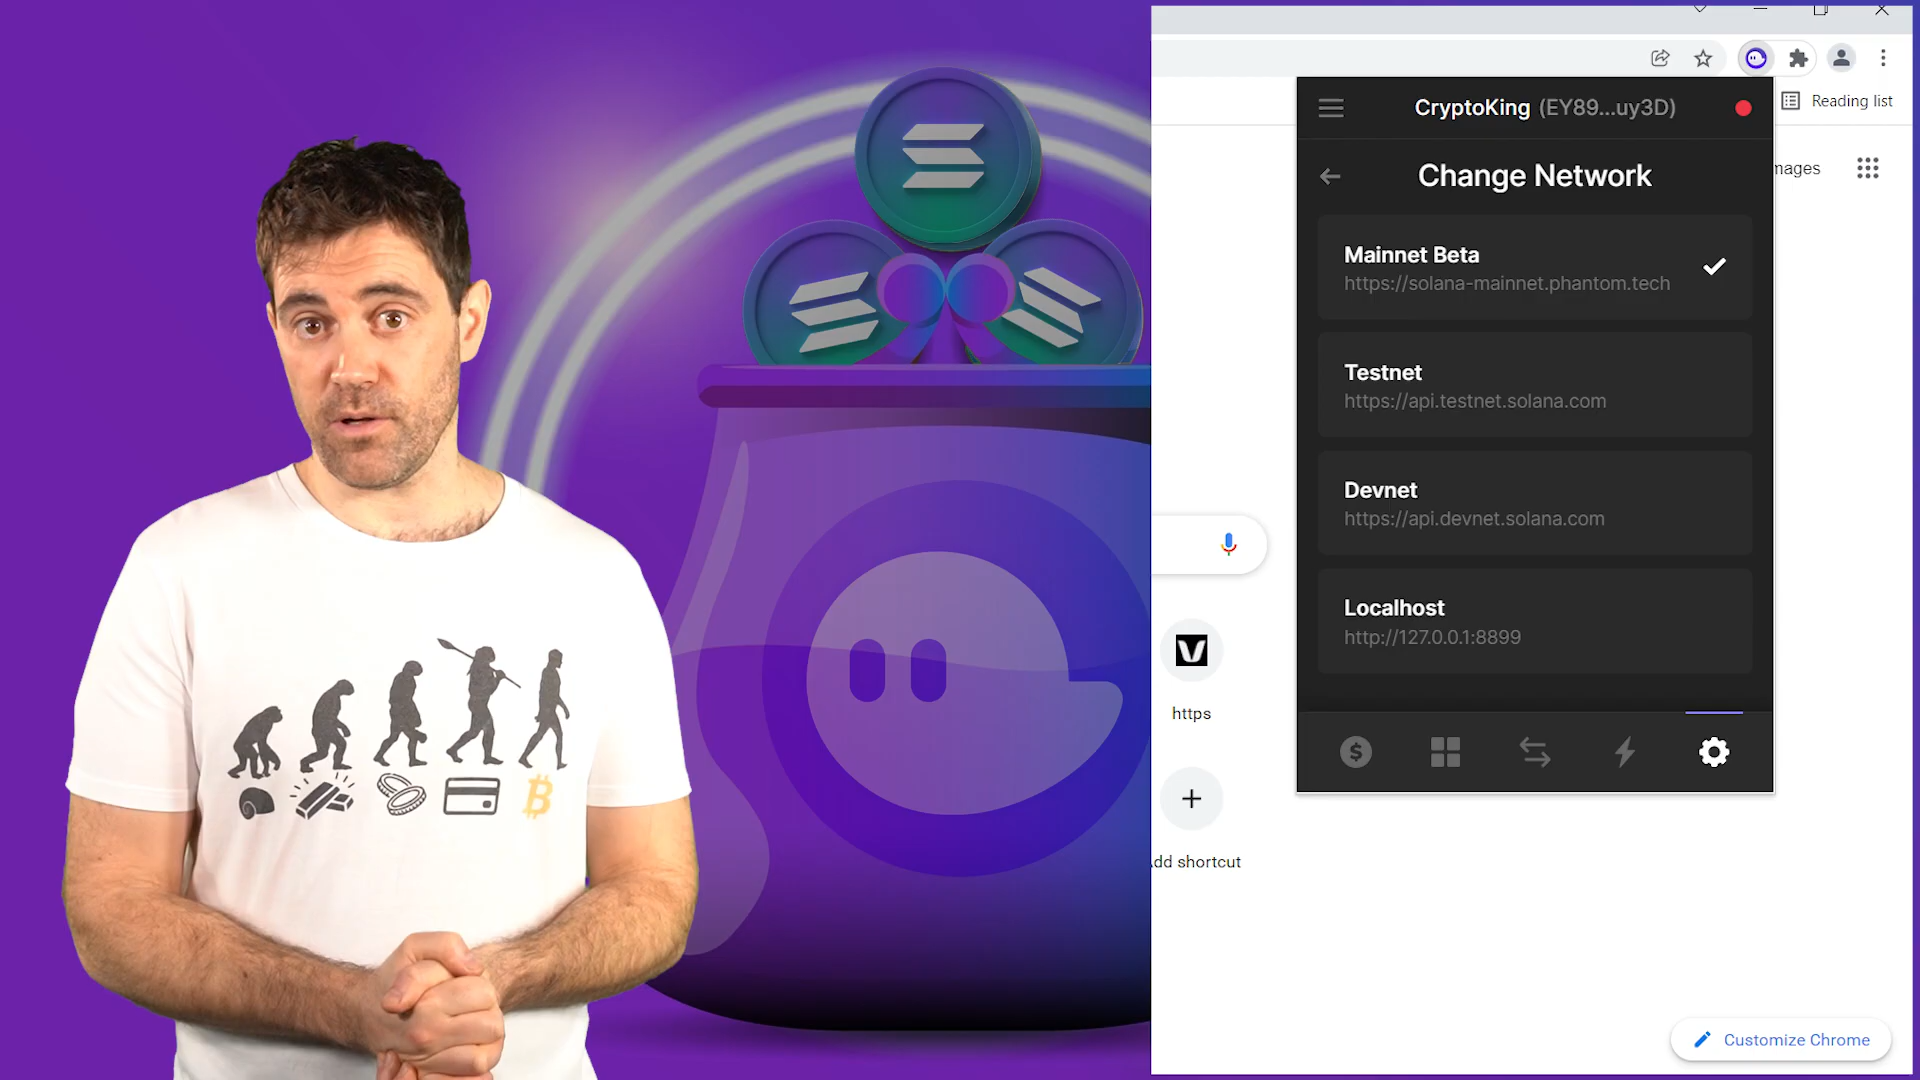 CryptoKing (EY89...uy3D)
Reading list
Change Network
mages
Mainnet Beta
https://solana-mainnet.phantom.tech
Testnet
https://api.testnet.solana.com
Devnet
https://api.devnet.solana.com
Localhost
http://127.0.0.1:8899
https
dd shortcut
Customize Chrome